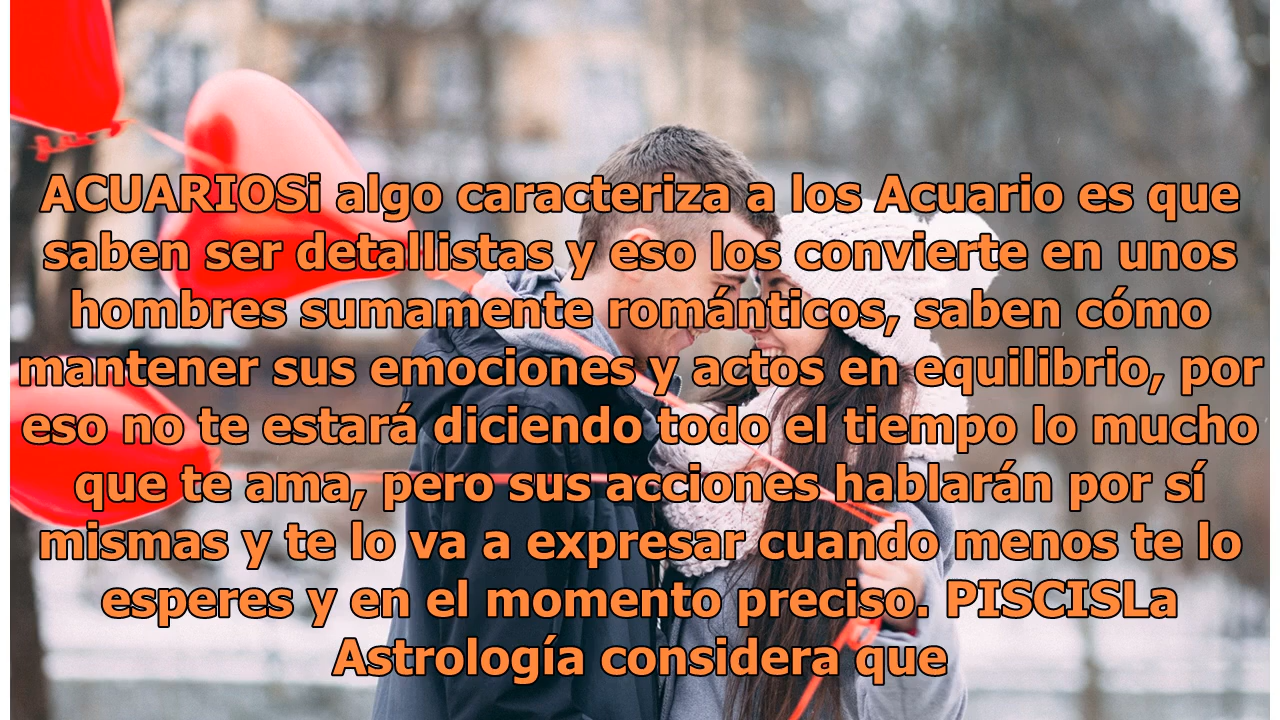 ACUARIOSi algo caracteriza a los Acuario es que
saben ser detallistas y eso los convierte en unos
hombres sumamente románticos, saben cómo
mantener sus emociones y actos en equilibrio, por
eso no te estará diciendo todo el tiempo lo mucho
que te ama, pero sus acciones hablarán por sí
mismas y te lo va a expresar cuando menos te lo
esperes y en el momento preciso. PISCISLa
Astrología considera que